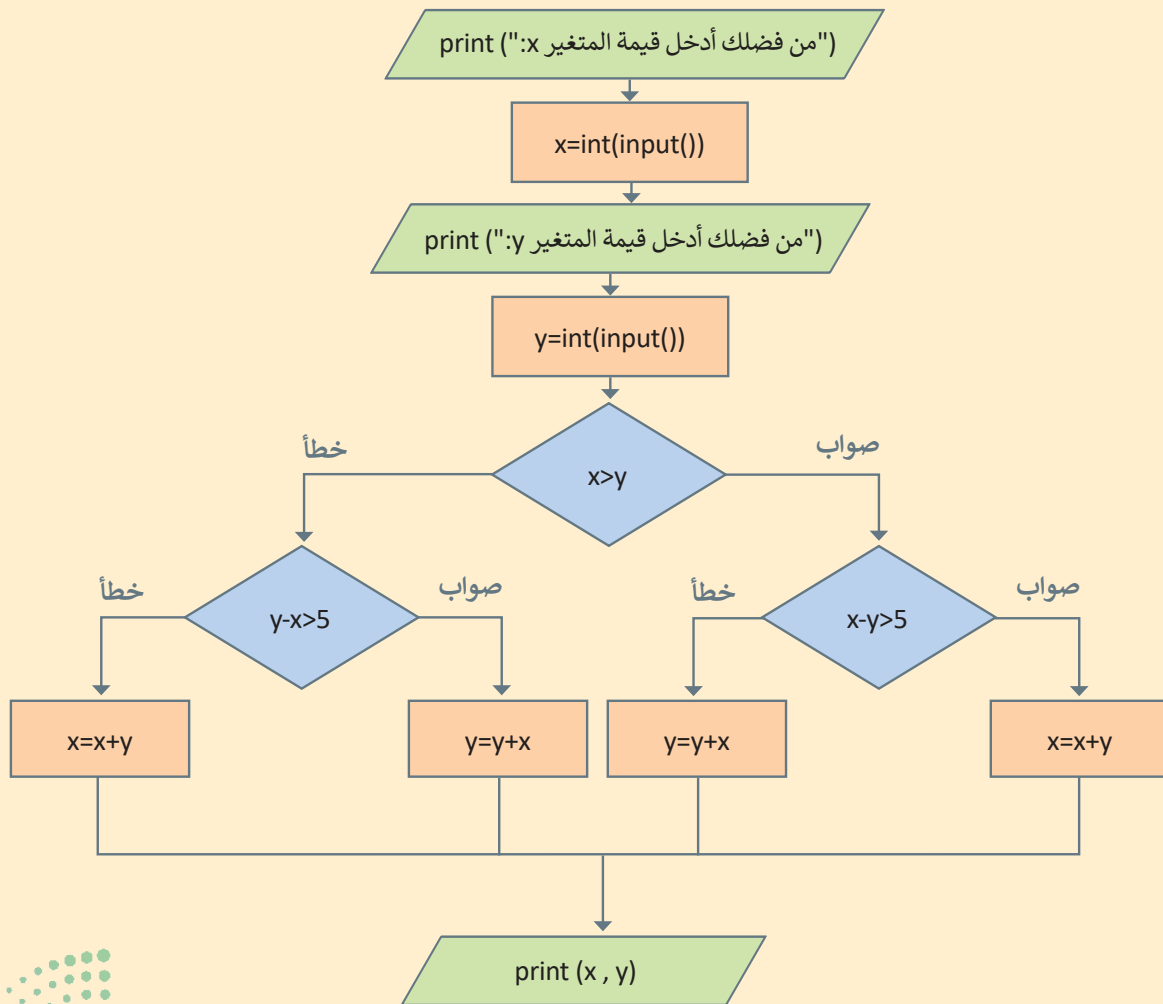 print ("من فضلك أدخل قيمة المتغير x:")
x=int(input())
print ("من فضلك أدخل قيمة المتغير y:")
y=int(input())
x>y
خطأ
صواب
y-x>5
خطأ
صواب
x-y>5
خطأ
صواب
x=x+y
y=y+x
y=y+x
x=x+y
print (x , y)